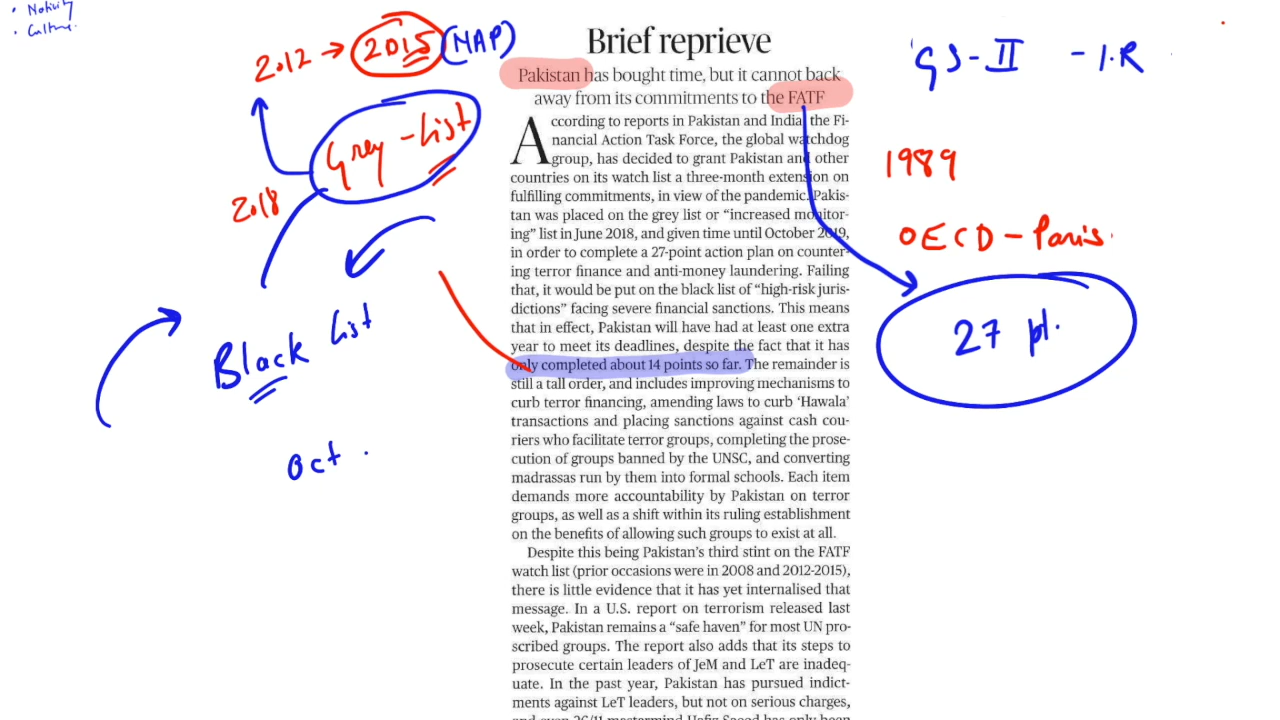 • Nativity
• Culture.
2012 → 2015 (NAP)
Grey-List
2018
Black list
Oct.
Brief reprieve
Pakistan has bought time, but it cannot back
away from its commitments to the FATF
According to reports in Pakistan and India, the Fi-
nancial Action Task Force, the global watchdog
group, has decided to grant Pakistan and other
countries on its watch list a three-month extension on
fulfilling commitments, in view of the pandemic. Pakis-
tan was placed on the grey list or “increased monitor-
ing” list in June 2018, and given time until October 2019,
in order to complete a 27-point action plan on counter-
ing terror finance and anti-money laundering. Failing
that, it would be put on the black list of “high-risk juris-
dictions” facing severe financial sanctions. This means
that in effect, Pakistan will have had at least one extra
year to meet its deadlines, despite the fact that it has
only completed about 14 points so far. The remainder is
still a tall order, and includes improving mechanisms to
curb terror financing, amending laws to curb ‘Hawala’
transactions and placing sanctions against cash cou-
riers who facilitate terror groups, completing the prose-
cution of groups banned by the UNSC, and converting
madrassas run by them into formal schools. Each item
demands more accountability by Pakistan on terror
groups, as well as a shift within its ruling establishment
on the benefits of allowing such groups to exist at all.
Despite this being Pakistan’s third stint on the FATF
watch list (prior occasions were in 2008 and 2012-2015),
there is little evidence that it has yet internalised that
message. In a U.S. report on terrorism released last
week, Pakistan remains a “safe haven” for most UN pro-
scribed groups. The report also adds that its steps to
prosecute certain leaders of JeM and LeT are inadeq-
uate. In the past year, Pakistan has pursued indict-
ments against LeT leaders, but not on serious charges,
and even 26/11 mastermind Hafiz Saeed has only been
GS-II - I.R
1989
OECD - Paris.
27 pt.